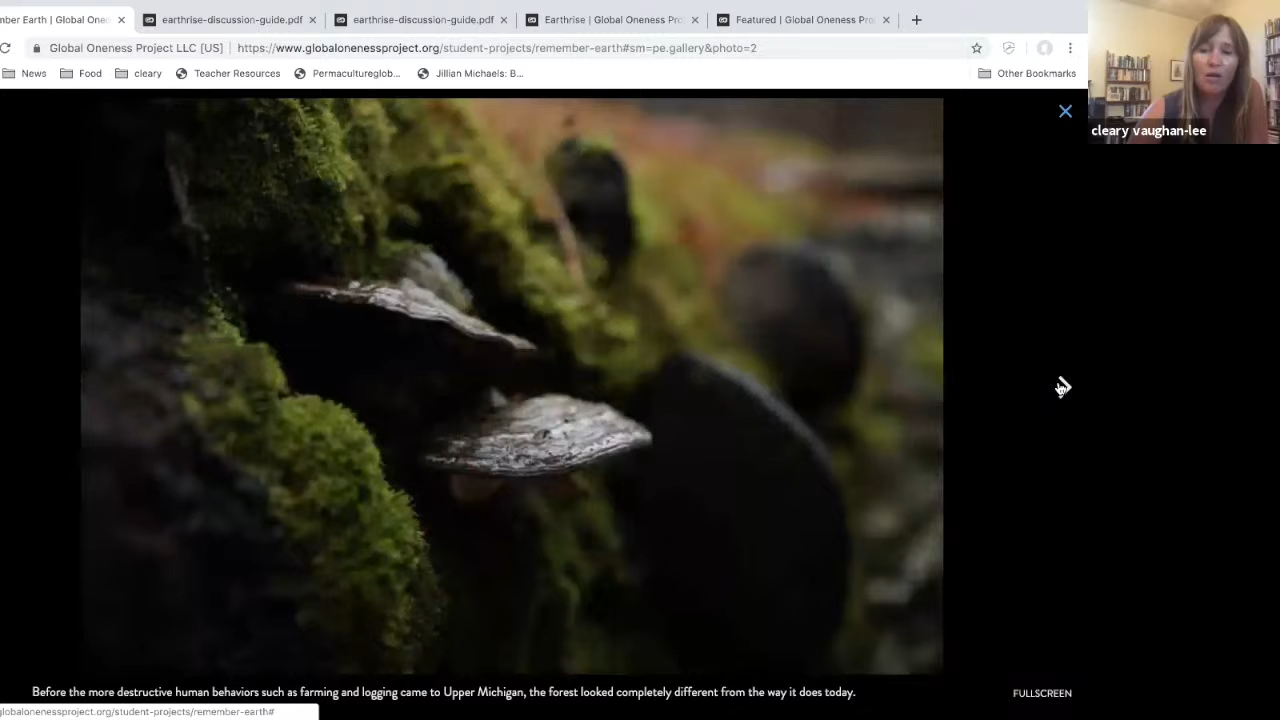 mber Earth | Global Onen
earthrise-discussion-guide.pdf
earthrise-discussion-guide.pdf
Earthrise | Global Oneness Pro
Featured | Global Oneness Pro
Global Oneness Project LLC [US]
https://www.globalonenessproject.org/student-projects/remember-earth#sm=pe.gallery&photo=2
News
Food
cleary
Teacher Resources
Permacultureglob...
Jillian Michaels: B...
Other Bookmarks
cleary vaughan-lee
Before the more destructive human behaviors such as farming and logging came to Upper Michigan, the forest looked completely different from the way it does today.
FULLSCREEN
globalonenessproject.org/student-projects/remember-earth#